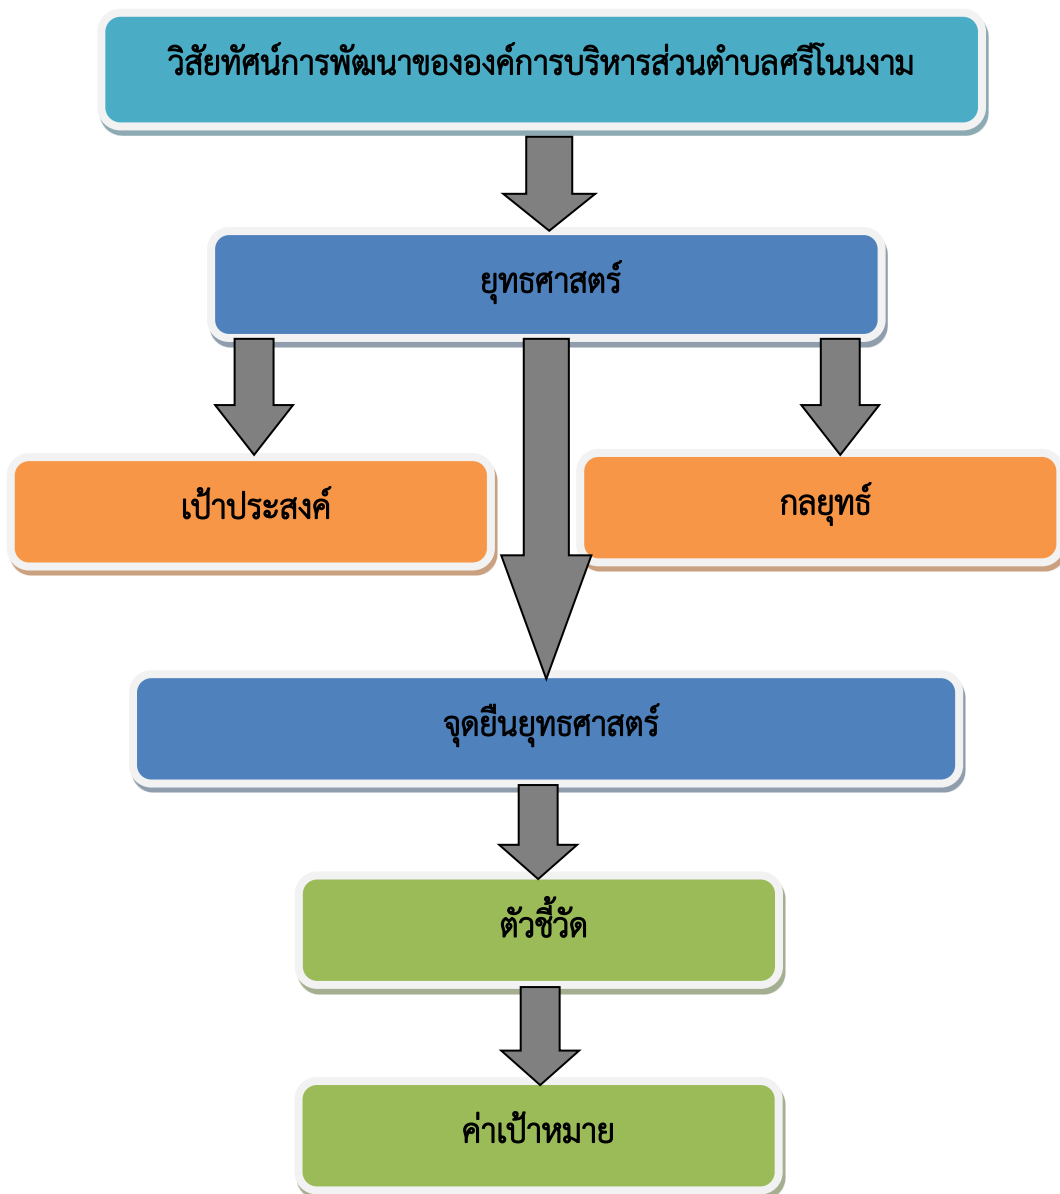 วิสัยทัศน์การพัฒนาขององค์การบริหารส่วนตำบลศรีโนนงาม
ยุทธศาสตร์
เป้าประสงค์
กลยุทธ์
จุดยืนยุทธศาสตร์
ตัวชี้วัด
ค่าเป้าหมาย